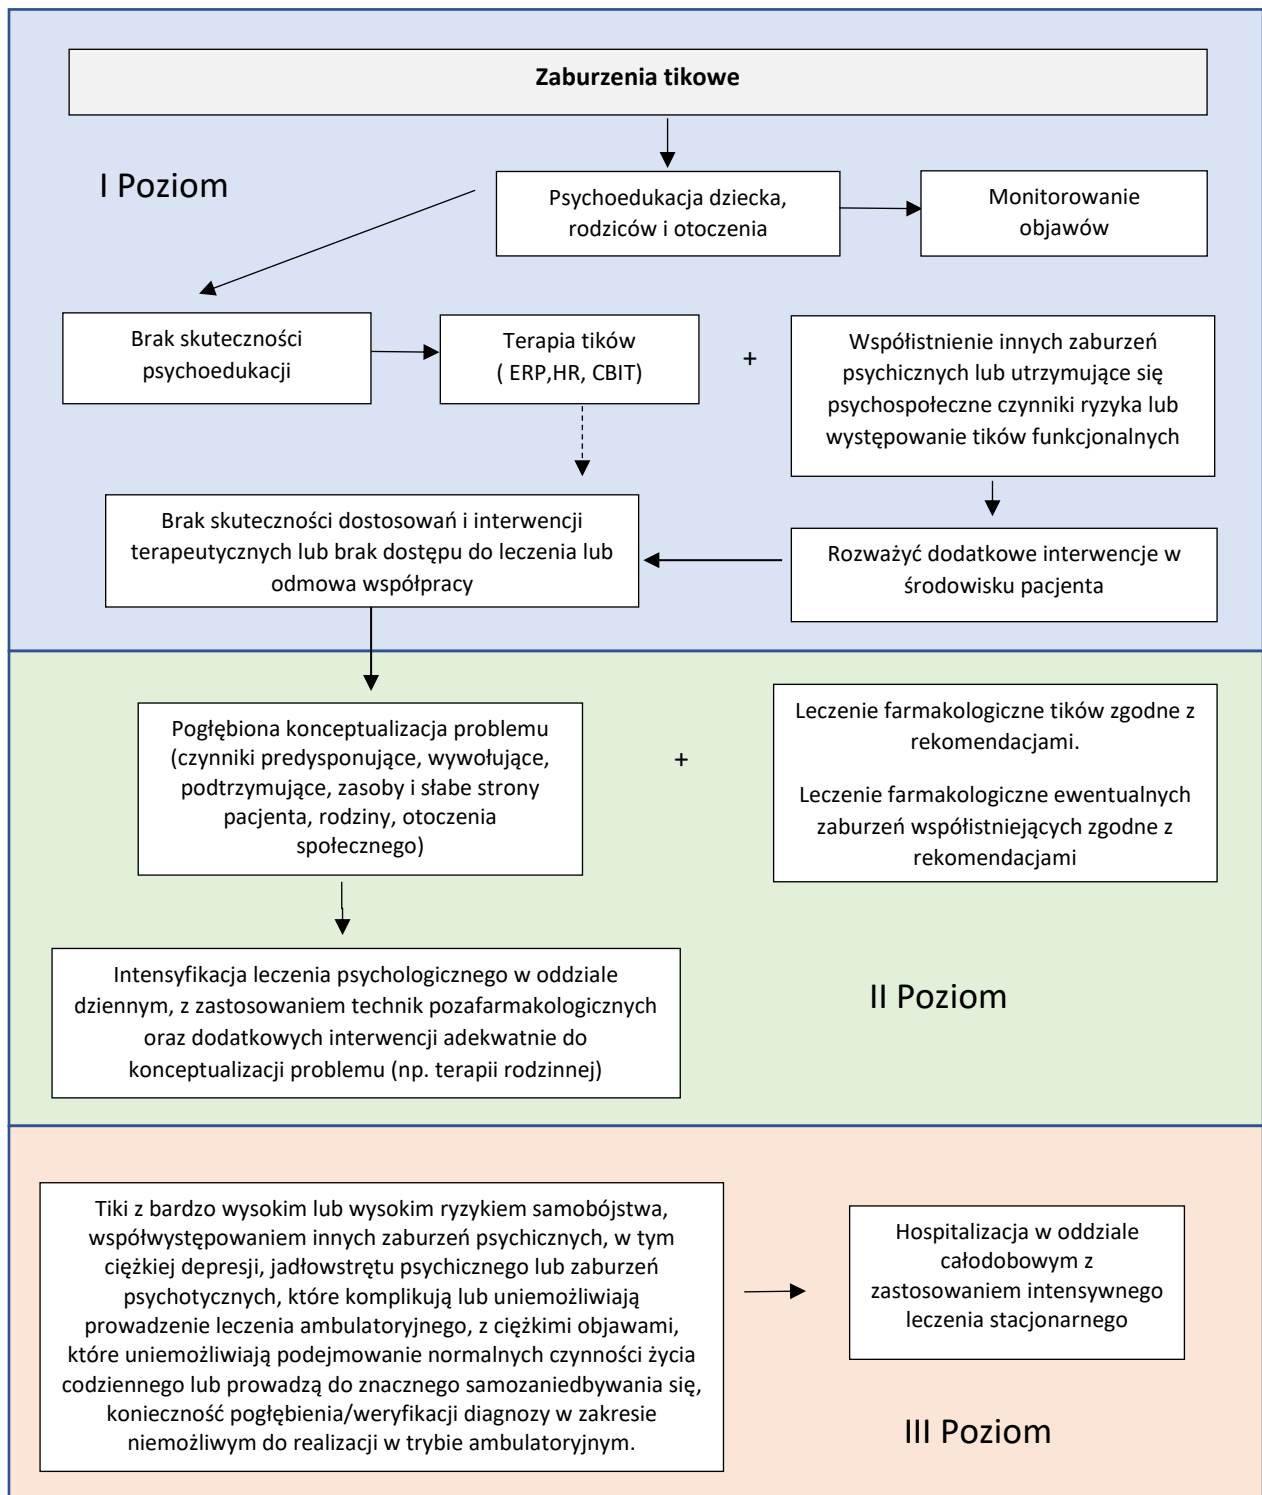 Zaburzenia tikowe
I Poziom
Psychoedukacja dziecka,
rodziców i otoczenia
Monitorowanie
objawów
Brak skuteczności
psychoedukacji
Terapia tików
( ERP,HR, CBIT)
+
Współistnienie innych zaburzeń
psychicznych lub utrzymujące się
psychospołeczne czynniki ryzyka lub
występowanie tików funkcjonalnych
Brak skuteczności dostosowań i interwencji
terapeutycznych lub brak dostępu do leczenia lub
odmowa współpracy
Rozważyć dodatkowe interwencje w
środowisku pacjenta
Pogłębiona konceptualizacja problemu
(czynniki predysponujące, wywołujące,
podtrzymujące, zasoby i słabe strony
pacjenta, rodziny, otoczenia
społecznego)
+
Leczenie farmakologiczne tików zgodne z
rekomendacjami.
Leczenie farmakologiczne ewentualnych
zaburzeń współistniejących zgodne z
rekomendacjami
Intensyfikacja leczenia psychologicznego w oddziale
dziennym, z zastosowaniem technik pozafarmakologicznych
oraz dodatkowych interwencji adekwatnie do
konceptualizacji problemu (np. terapii rodzinnej)
II Poziom
Tiki z bardzo wysokim lub wysokim ryzykiem samobójstwa,
współwystępowaniem innych zaburzeń psychicznych, w tym
ciężkiej depresji, jadłowstrętu psychicznego lub zaburzeń
psychotycznych, które komplikują lub uniemożliwiają
prowadzenie leczenia ambulatoryjnego, z ciężkimi objawami,
które uniemożliwiają podejmowanie normalnych czynności życia
codziennego lub prowadzą do znacznego samozaniedbywania się,
konieczność pogłębienia/weryfikacji diagnozy w zakresie
niemożliwym do realizacji w trybie ambulatoryjnym.
Hospitalizacja w oddziale
całodobowym z
zastosowaniem intensywnego
leczenia stacjonarnego
III Poziom